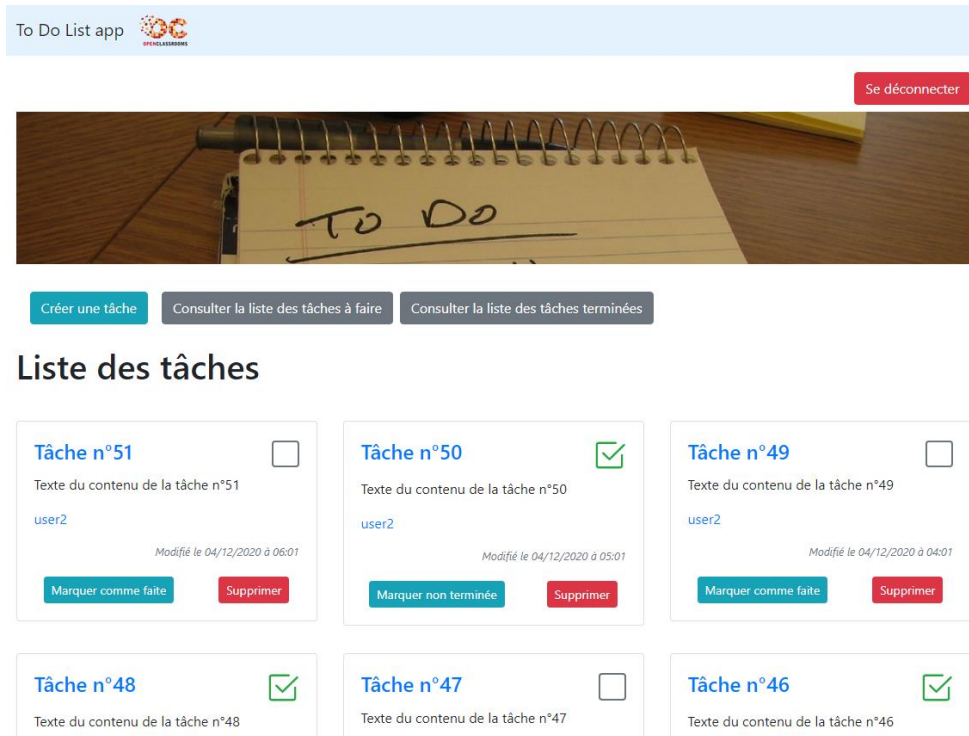 To Do List app
OC
OPENCLASSROOMS
Se déconnecter
TO DO
Créer une tâche
Consulter la liste des tâches à faire
Consulter la liste des tâches terminées
Liste des tâches
Tâche n°51
Texte du contenu de la tâche n°51
user2
Modifié le 04/12/2020 à 06:01
Marquer comme faite
Supprimer
Tâche n°50
Texte du contenu de la tâche n°50
user2
Modifié le 04/12/2020 à 05:01
Marquer non terminée
Supprimer
Tâche n°49
Texte du contenu de la tâche n°49
user2
Modifié le 04/12/2020 à 04:01
Marquer comme faite
Supprimer
Tâche n°48
Texte du contenu de la tâche n°48
Tâche n°47
Texte du contenu de la tâche n°47
Tâche n°46
Texte du contenu de la tâche n°46